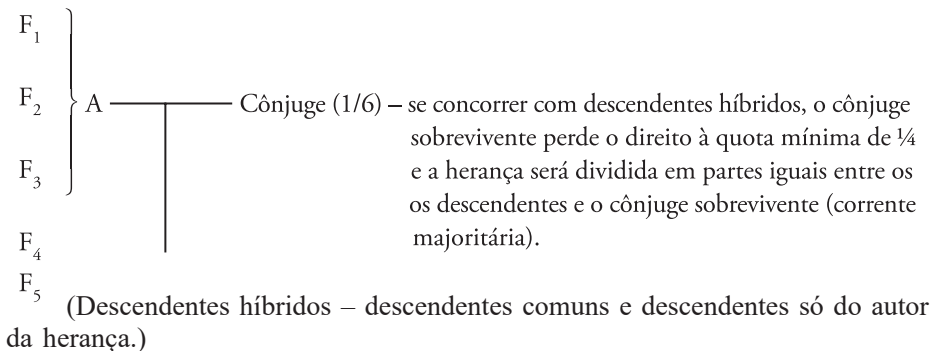 F1
F2
A
Cônjuge (1/6) – se concorrer com descendentes híbridos, o cônjuge
sobrevivente perde o direito à quota mínima de ¼
e a herança será dividida em partes iguais entre os
F3
os descendentes e o cônjuge sobrevivente (corrente
majoritária).
F4
F5
(Descendentes híbridos – descendentes comuns e descendentes só do autor
da herança.)